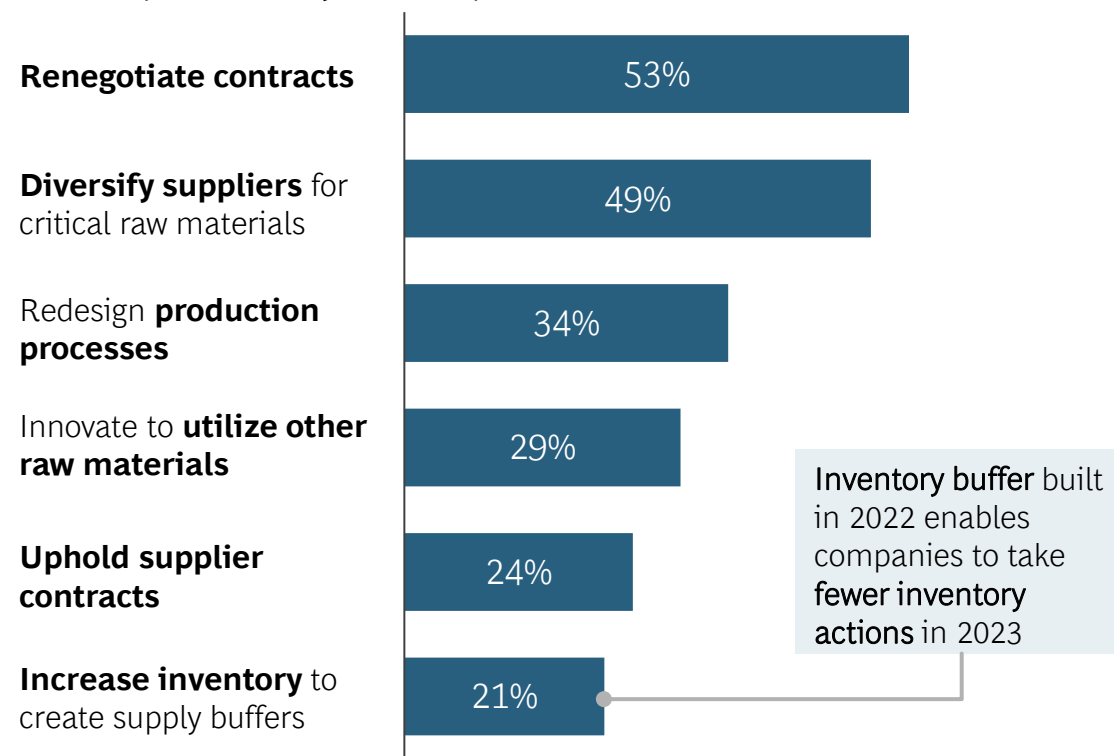 Renegotiate contracts
53%
Diversify suppliers for
critical raw materials
49%
Redesign production
processes
34%
Innovate to utilize other
raw materials
29%
Uphold supplier
contracts
24%
Increase inventory to
create supply buffers
21%
Inventory buffer built
in 2022 enables
companies to take
fewer inventory
actions in 2023